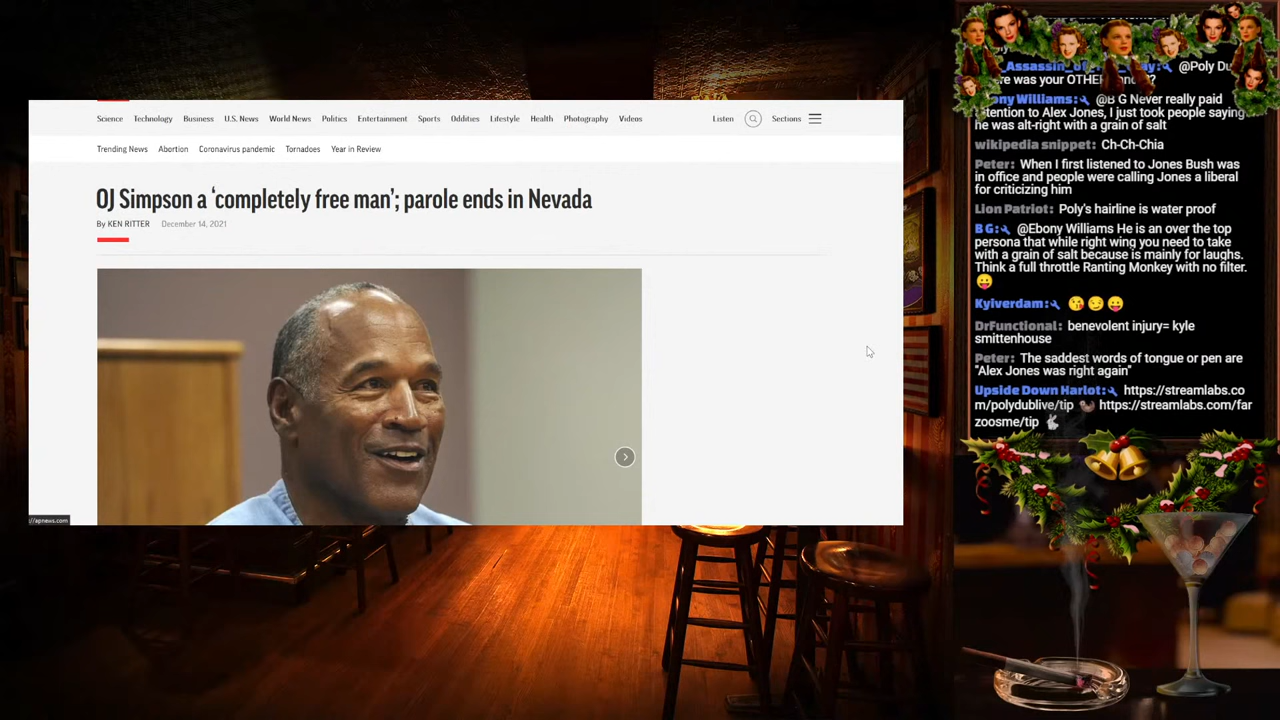 Science Technology Business U.S. News World News Politics Entertainment Sports Oddities Lifestyle Health Photography Videos Listen Sections
Trending News Abortion Coronavirus pandemic Tornadoes Year in Review
OJ Simpson a ‘completely free man’; parole ends in Nevada
By KEN RITTER December 14, 2021
//apnews.com
@Poly Du
was your OTHER
Williams: @B G Never really paid
attention to Alex Jones, I just took people saying
he was alt-right with a grain of salt
wikipedia snippet: Ch-Ch-Chia
Peter: When I first listened to Jones Bush was
in office and people were calling Jones a liberal
for criticizing him
Lion Patriot: Poly's hairline is water proof
B G: @Ebony Williams He is an over the top
persona that while right wing you need to take
with a grain of salt because is mainly for laughs.
Think a full throttle Ranting Monkey with no filter.
😛
Kyiverdam: 😘 😏 😛
DrFunctional: benevolent injury= kyle
smittenhouse
Peter: The saddest words of tongue or pen are
"Alex Jones was right again"
Upside Down Harlot: https://streamlabs.co
m/polydublive/tip https://streamlabs.com/far
zoosme/tip